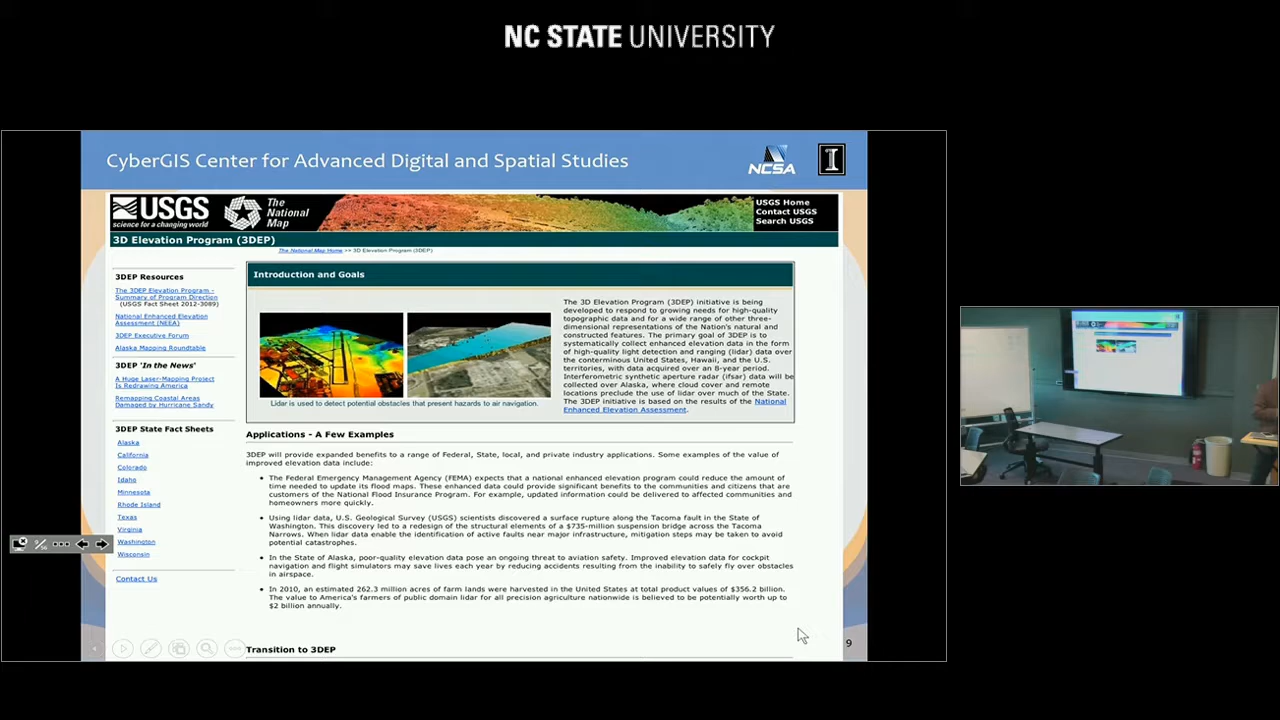 NC STATE UNIVERSITY
CyberGIS Center for Advanced Digital and Spatial Studies
NCSA
I
USGS
science for a changing world
The
National
Map
USGS Home
Contact USGS
Search USGS
3D Elevation Program (3DEP)
The National Map Home >> 3D Elevation Program (3DEP)
3DEP Resources
The 3DEP Elevation Program -
Summary of Program Direction
(USGS Fact Sheet 2012-3089)
National Enhanced Elevation
Assessment (NEEA)
3DEP Executive Forum
Alaska Mapping Roundtable
3DEP 'In the News'
A Huge Laser-Mapping Project
Is Redrawing America
Remapping Coastal Areas
Damaged by Hurricane Sandy
3DEP State Fact Sheets
Alaska
California
Colorado
Idaho
Minnesota
Rhode Island
Texas
Virginia
Washington
Wisconsin
Contact Us
Introduction and Goals
Lidar is used to detect potential obstacles that present hazards to air navigation.
The 3D Elevation Program (3DEP) initiative is being
developed to respond to growing needs for high-quality
topographic data and for a wide range of other three-
dimensional representations of the Nation's natural and
constructed features. The primary goal of 3DEP is to
systematically collect enhanced elevation data in the form
of high-quality light detection and ranging (lidar) data over
the conterminous United States, Hawaii, and the U.S.
territories, with data acquired over an 8-year period.
Interferometric synthetic aperture radar (ifsar) data will be
collected over Alaska, where cloud cover and remote
locations preclude the use of lidar over much of the State.
The 3DEP initiative is based on the results of the National
Enhanced Elevation Assessment.
Applications - A Few Examples
3DEP will provide expanded benefits to a range of Federal, State, local, and private industry applications. Some examples of the value of
improved elevation data include:
• The Federal Emergency Management Agency (FEMA) expects that a national enhanced elevation program could reduce the amount of
time needed to update its flood maps. These enhanced data could provide significant benefits to the communities and citizens that are
customers of the National Flood Insurance Program. For example, updated information could be delivered to affected communities and
homeowners more quickly.
• Using lidar data, U.S. Geological Survey (USGS) scientists discovered a surface rupture along the Tacoma fault in the State of
Washington. This discovery led to a redesign of the structural elements of a $735-million suspension bridge across the Tacoma
Narrows. When lidar data enable the identification of active faults near major infrastructure, mitigation steps may be taken to avoid
potential catastrophes.
• In the State of Alaska, poor-quality elevation data pose an ongoing threat to aviation safety. Improved elevation data for cockpit
navigation and flight simulators may save lives each year by reducing accidents resulting from the inability to safely fly over obstacles
in airspace.
• In 2010, an estimated 262.3 million acres of farm lands were harvested in the United States at total product values of $356.2 billion.
The value to America's farmers of public domain lidar for all precision agriculture nationwide is believed to be potentially worth up to
$2 billion annually.
Transition to 3DEP
9